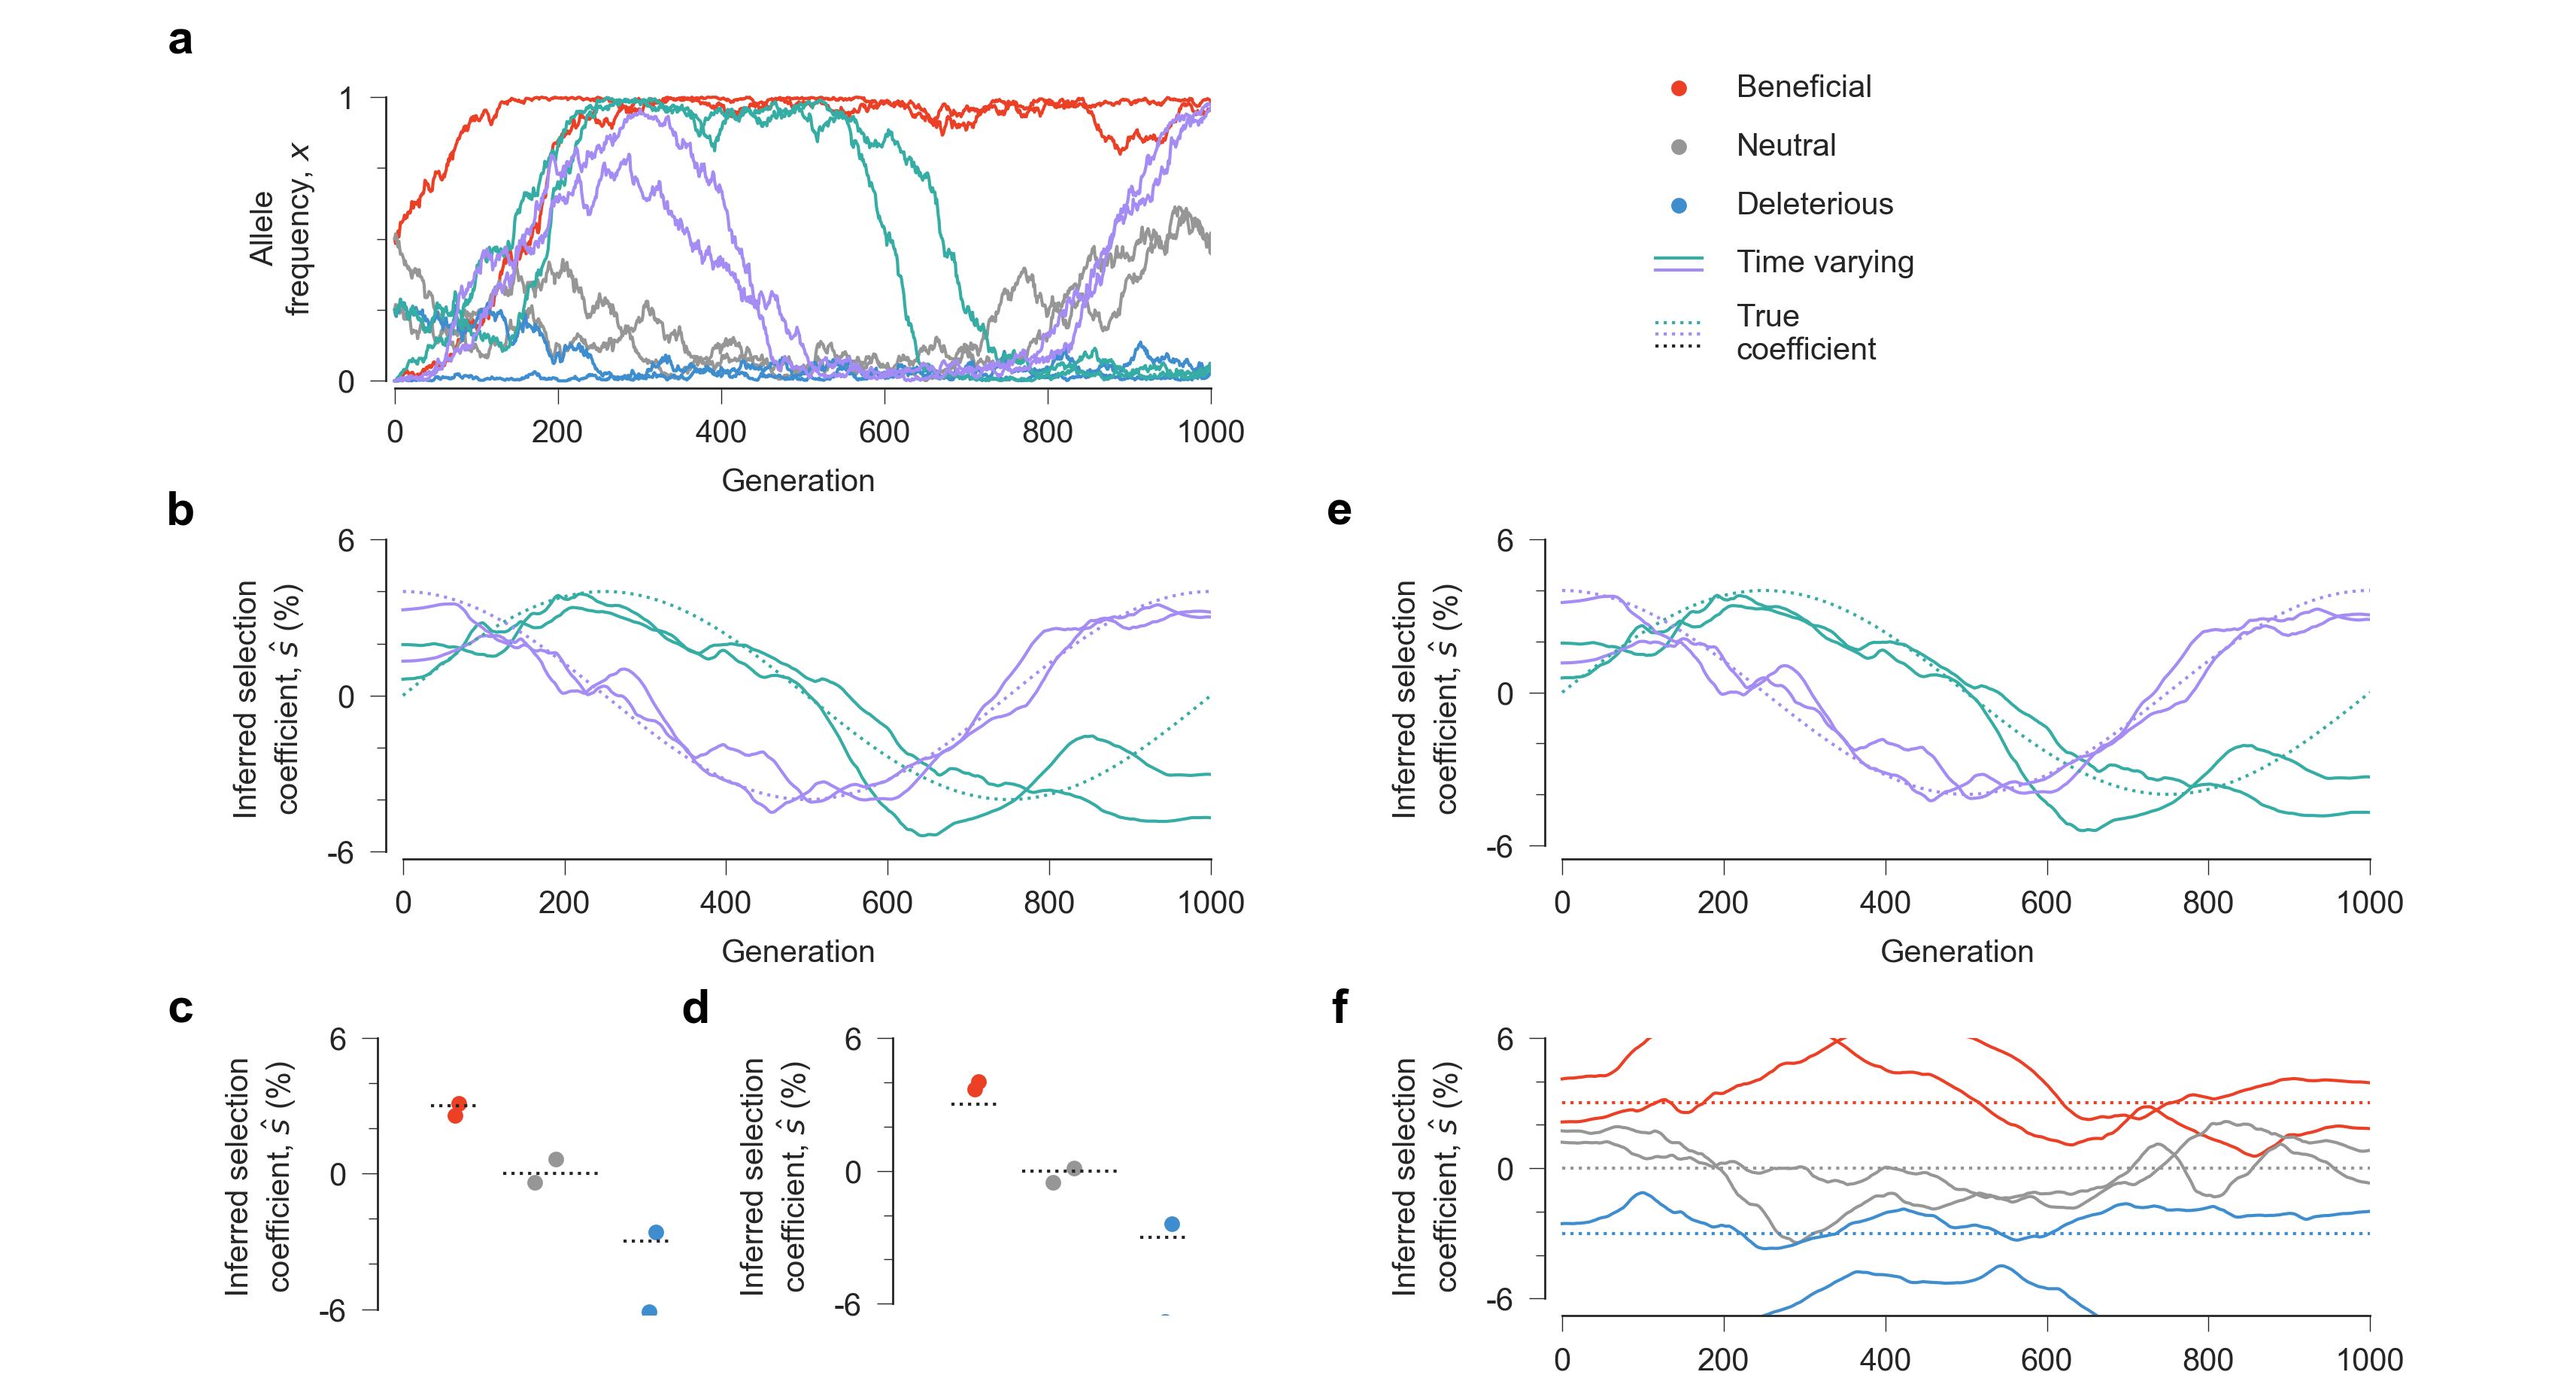 a
1
0
Allele
frequency, x
0 200 400 600 800 1000
Generation
Beneficial
Neutral
Deleterious
Time varying
True
coefficient
b
6
0
-6
Inferred selection
coefficient, ŝ (%)
0 200 400 600 800 1000
Generation
e
6
0
-6
Inferred selection
coefficient, ŝ (%)
0 200 400 600 800 1000
Generation
c
6
0
-6
Inferred selection
coefficient, ŝ (%)
d
6
0
-6
Inferred selection
coefficient, ŝ (%)
f
6
0
-6
Inferred selection
coefficient, ŝ (%)
0 200 400 600 800 1000